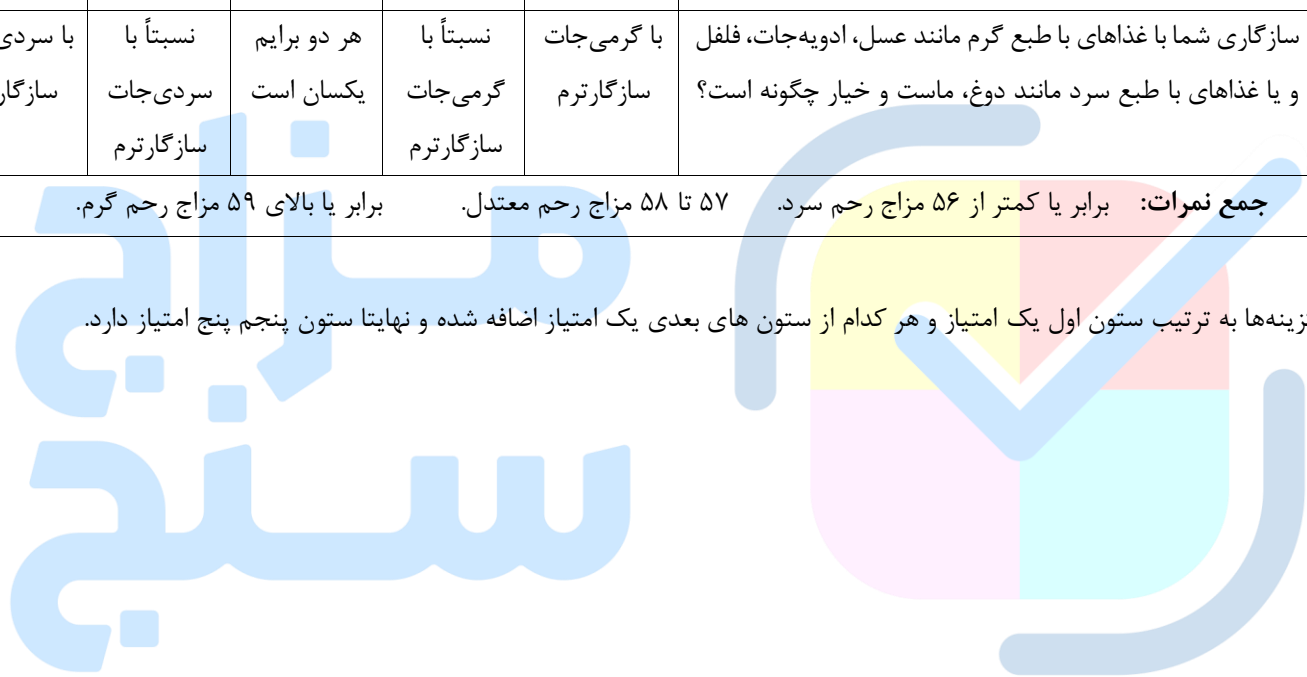 سازگاری شما با غذاهای با طبع گرم مانند عسل، ادویه‌جات، فلفل
و یا غذاهای با طبع سرد مانند دوغ، ماست و خیار چگونه است؟
با گرمی‌جات
سازگارترم
نسبتاً با
گرمی‌جات
سازگارترم
هر دو برایم
یکسان است
نسبتاً با
سردی‌جات
سازگارترم
با
جمع نمرات: برابر یا کمتر از ۵۶ مزاج رحم سرد. ۵۷ تا ۵۸ مزاج رحم معتدل. برابر یا بالای ۵۹ مزاج رحم گرم.
به ترتیب ستون اول یک امتیاز و هر کدام از ستون های بعدی یک امتیاز اضافه شده و نهایتا ستون پنجم پنج امتیاز دارد.
مزاج
سنج